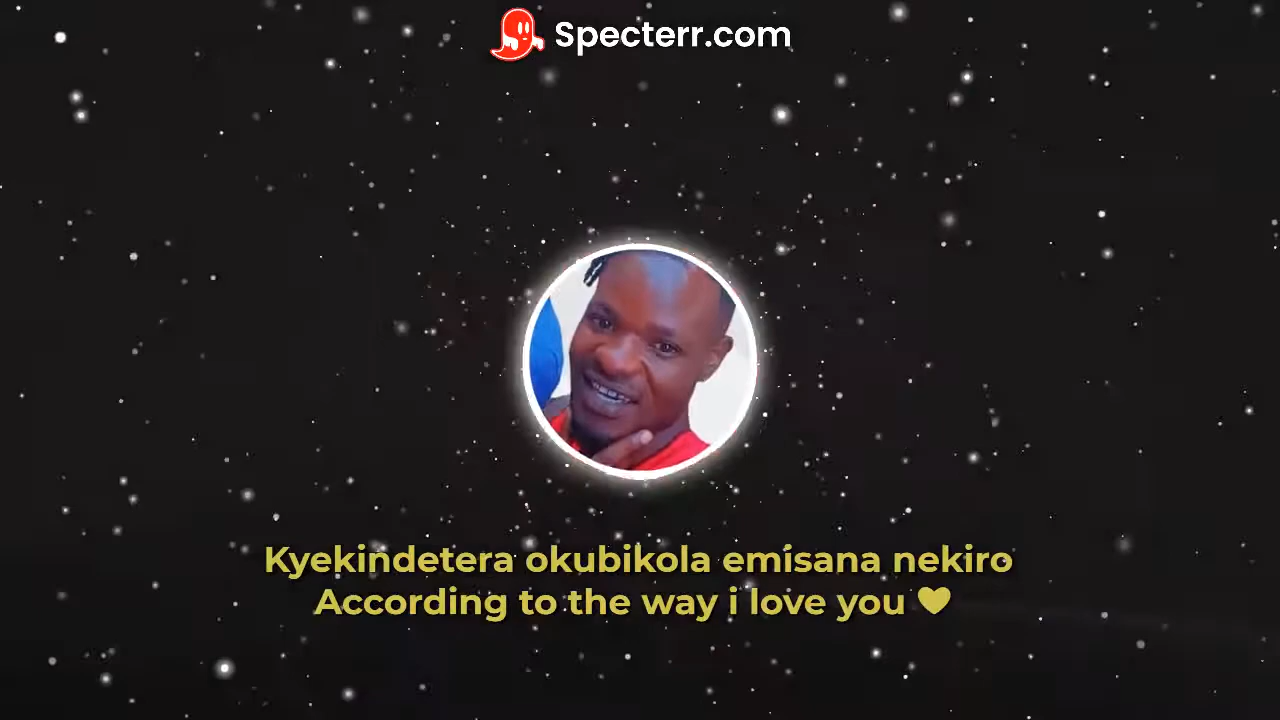 Specterr.com
Kyekindetera okubikola emisana nekiro
According to the way i love you 💛